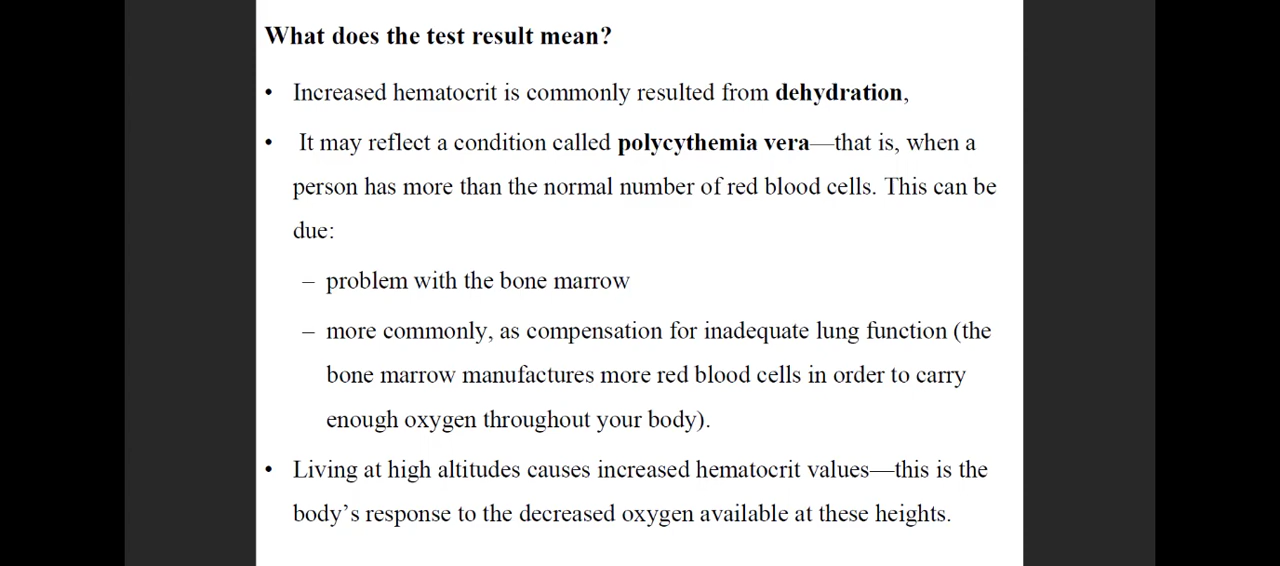 What does the test result mean?
• Increased hematocrit is commonly resulted from dehydration,
• It may reflect a condition called polycythemia vera—that is, when a
person has more than the normal number of red blood cells. This can be
due:
– problem with the bone marrow
– more commonly, as compensation for inadequate lung function (the
bone marrow manufactures more red blood cells in order to carry
enough oxygen throughout your body).
• Living at high altitudes causes increased hematocrit values—this is the
body’s response to the decreased oxygen available at these heights.